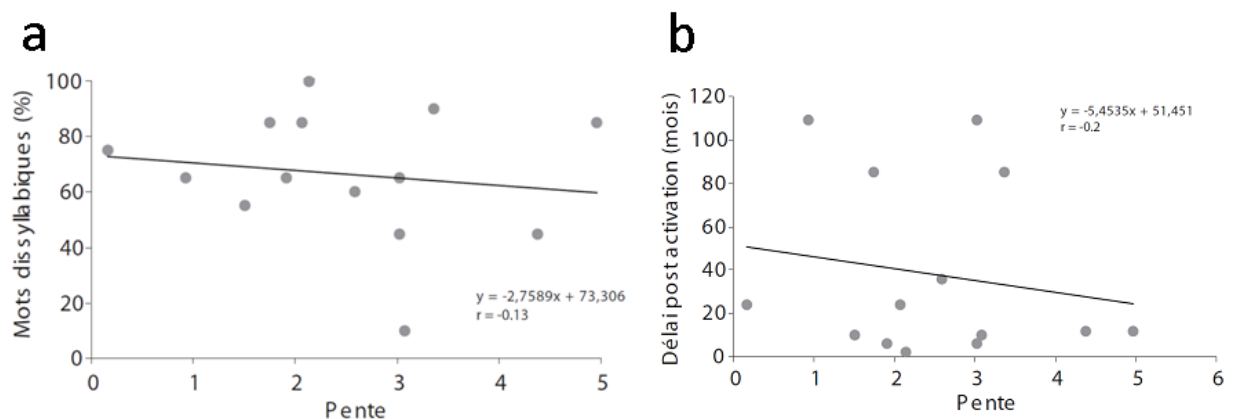 a
Mots dissyllabiques (%)
100
80
60
40
20
0
y = -2,7589x + 73,306
r = -0.13
0 1 2 3 4 5
Pente
b
Délai post activation (mois)
120
100
80
60
40
20
0
y = -5,4535x + 51,451
r = -0.2
0 1 2 3 4 5 6
Pente